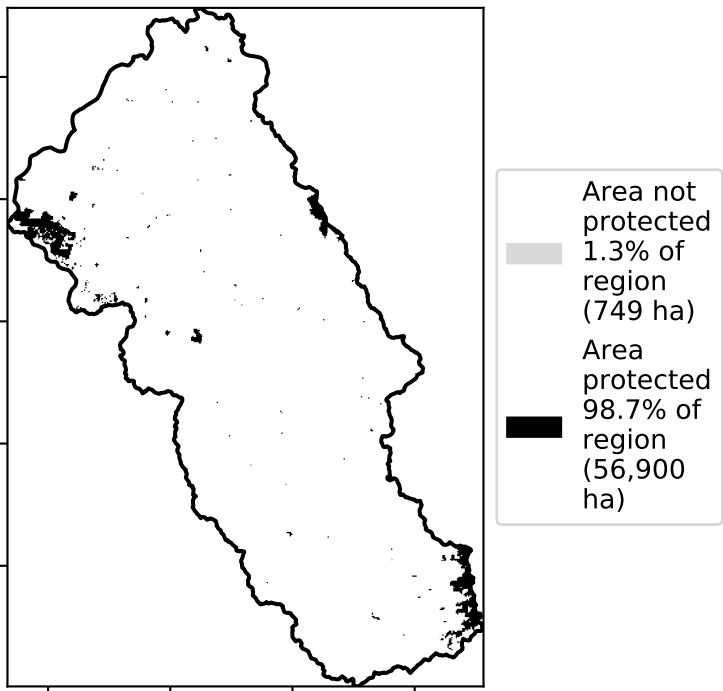 Area not
protected
1.3% of
region
(749 ha)
Area
protected
98.7% of
region
(56,900
ha)